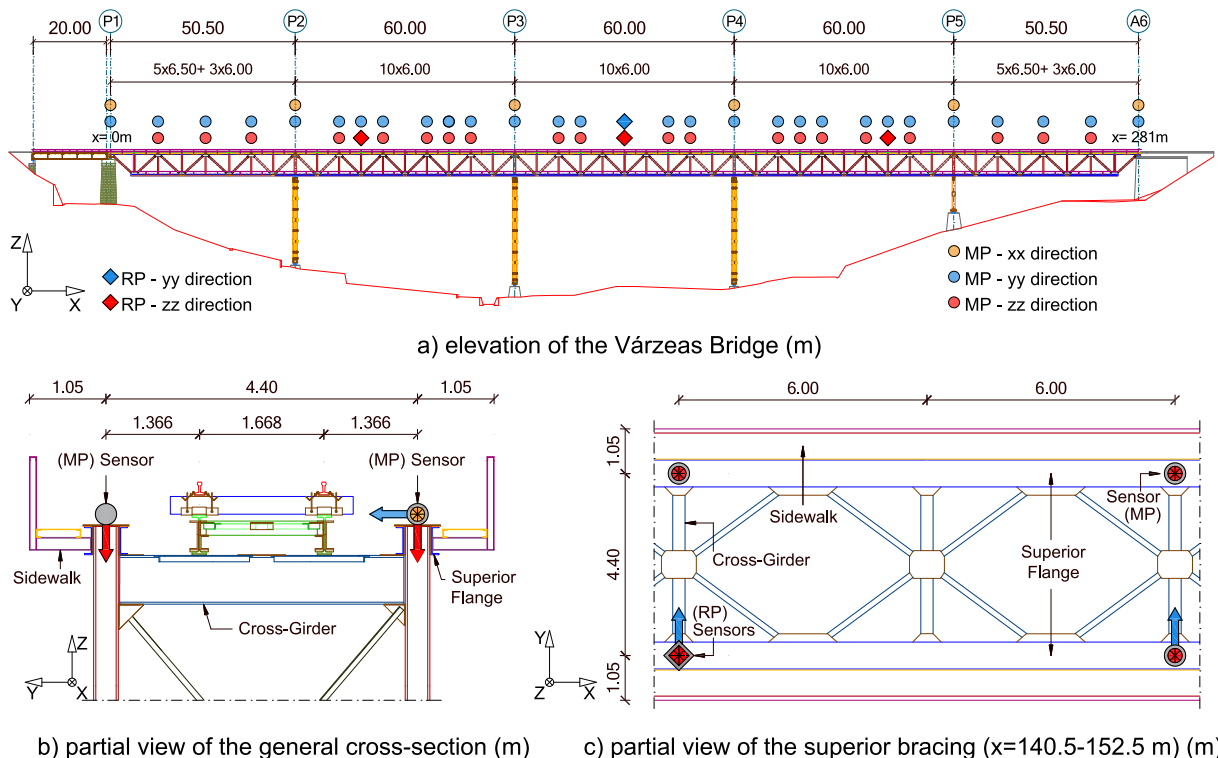 P1 P2 P3 P4 P5 A6
20.00 50.50 60.00 60.00 60.00 50.50
5x6.50+ 3x6.00 10x6.00 10x6.00 10x6.00 5x6.50+ 3x6.00
x= 0m x= 281m
Z
Y X
RP - yy direction
RP - zz direction
MP - xx direction
MP - yy direction
MP - zz direction
a) elevation of the Várzeas Bridge (m)
1.05 4.40 1.05
1.366 1.668 1.366
(MP) Sensor (MP) Sensor
Sidewalk
Superior
Flange
Cross-Girder
Z
Y X
b) partial view of the general cross-section (m)
6.00 6.00
1.05
4.40
1.05
Sidewalk
Sensor
(MP)
Cross-Girder
Superior
Flange
(RP)
Sensors
Y
Z X
c) partial view of the superior bracing (x=140.5-152.5 m) (m)